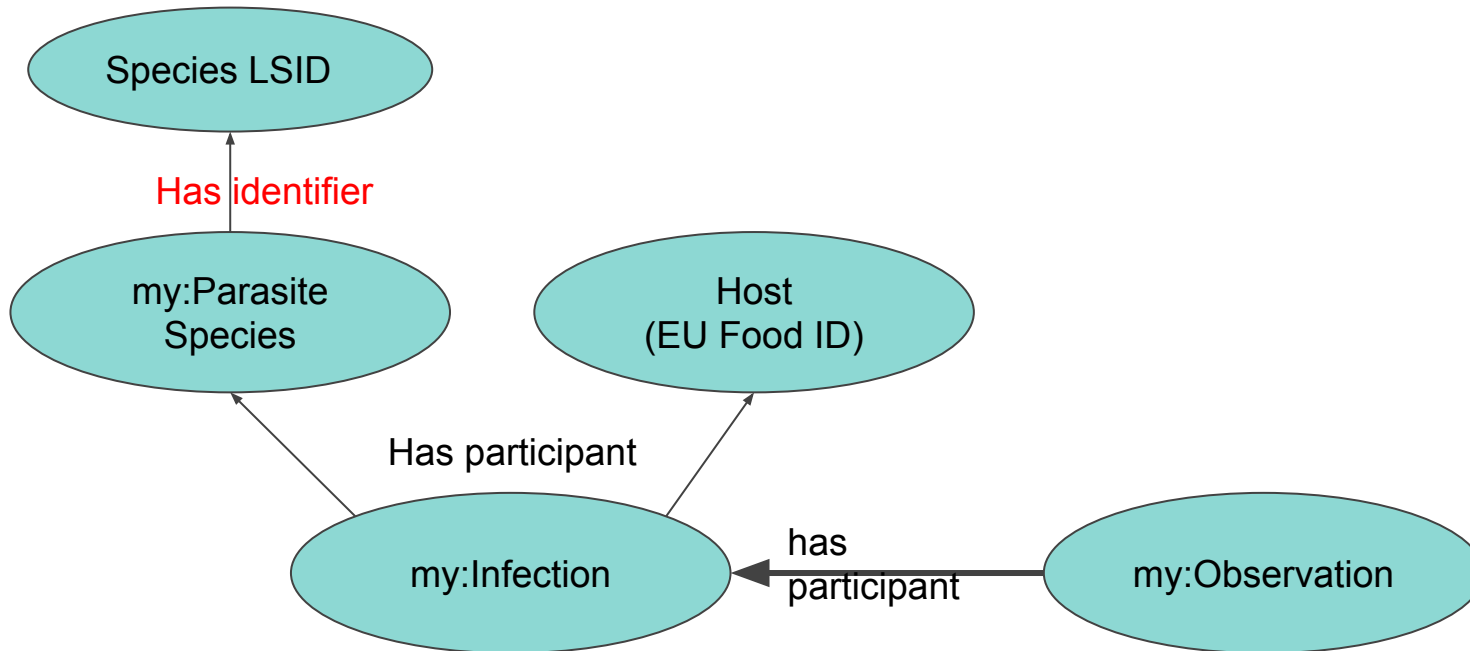 Species LSID
Has identifier
my:Parasite
Species
Host
(EU Food ID)
Has participant
my:Infection
has
participant
my:Observation